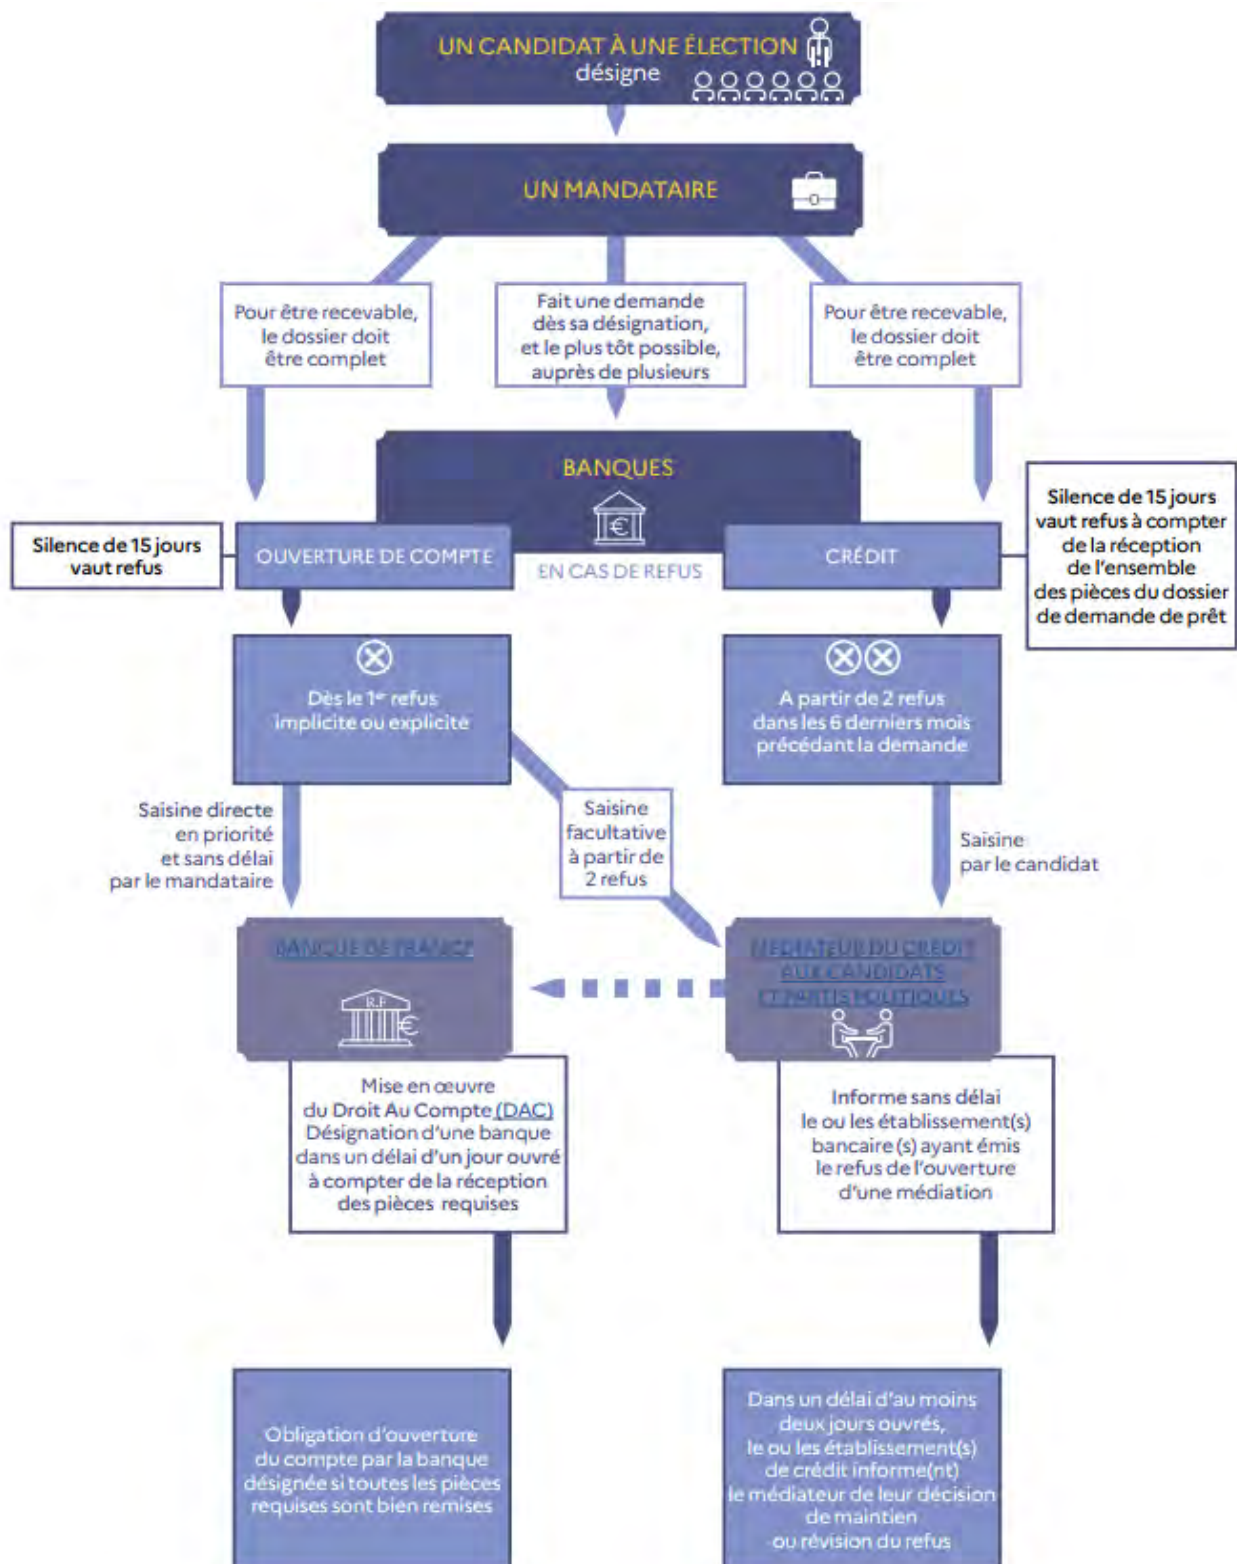 UN CANDIDAT À UNE ÉLECTION
désigne
UN MANDATAIRE
Pour être recevable,
le dossier doit
être complet
Fait une demande
dès sa désignation,
et le plus tôt possible,
auprès de plusieurs
Pour être recevable,
le dossier doit
être complet
BANQUES
€
Silence de 15 jours
vaut refus
OUVERTURE DE COMPTE
EN CAS DE REFUS
CRÉDIT
Silence de 15 jours
vaut refus à compter
de la réception
de l'ensemble
des pièces du dossier
de demande de prêt
Dès le 1er refus
implicite ou explicite
A partir de 2 refus
dans les 6 derniers mois
précédant la demande
Saisine directe
en priorité
et sans délai
par le mandataire
Saisine
facultative
à partir de
2 refus
Saisine
par le candidat
BANQUE DE FRANCE
R.F
€
MÉDIATEUR DU CRÉDIT
AUX CANDIDATS
ET PARTIS POLITIQUES
Mise en œuvre
du Droit Au Compte (DAC)
Désignation d'une banque
dans un délai d'un jour ouvré
à compter de la réception
des pièces requises
Informe sans délai
le ou les établissement(s)
bancaire(s) ayant émis
le refus de l'ouverture
d'une médiation
Obligation d'ouverture
du compte par la banque
désignée si toutes les pièces
requises sont bien remises
Dans un délai d'au moins
deux jours ouvrés,
le ou les établissement(s)
de crédit informe(nt)
le médiateur de leur décision
de maintien
ou révision du refus